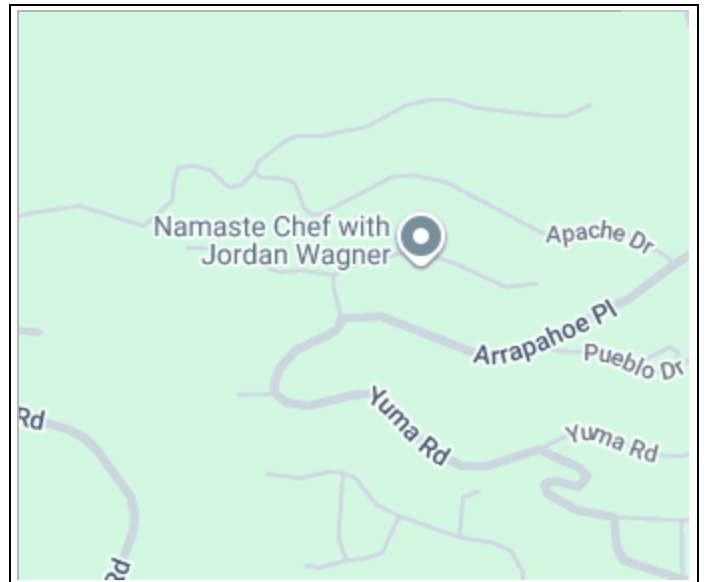 Namaste Chef with
Jordan Wagner
Apache Dr
Arrapahoe Pl
Pueblo Dr
Rd
Yuma Rd
Yuma Rd
Rd